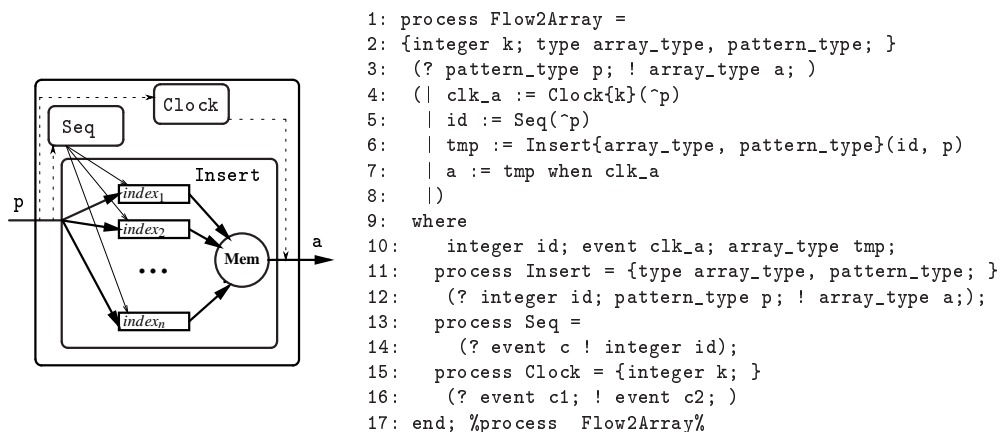 Clock
Seq
Insert
p
index1
index2
Mem
a
...
indexn
1: process Flow2Array =
2: {integer k; type array_type, pattern_type; }
3: (? pattern_type p; ! array_type a; )
4: (| clk_a := Clock{k}(^p)
5: | id := Seq(^p)
6: | tmp := Insert{array_type, pattern_type}(id, p)
7: | a := tmp when clk_a
8: |)
9: where
10: integer id; event clk_a; array_type tmp;
11: process Insert = {type array_type, pattern_type; }
12: (? integer id; pattern_type p; ! array_type a;);
13: process Seq =
14: (? event c ! integer id);
15: process Clock = {integer k; }
16: (? event c1; ! event c2; )
17: end; %process Flow2Array%